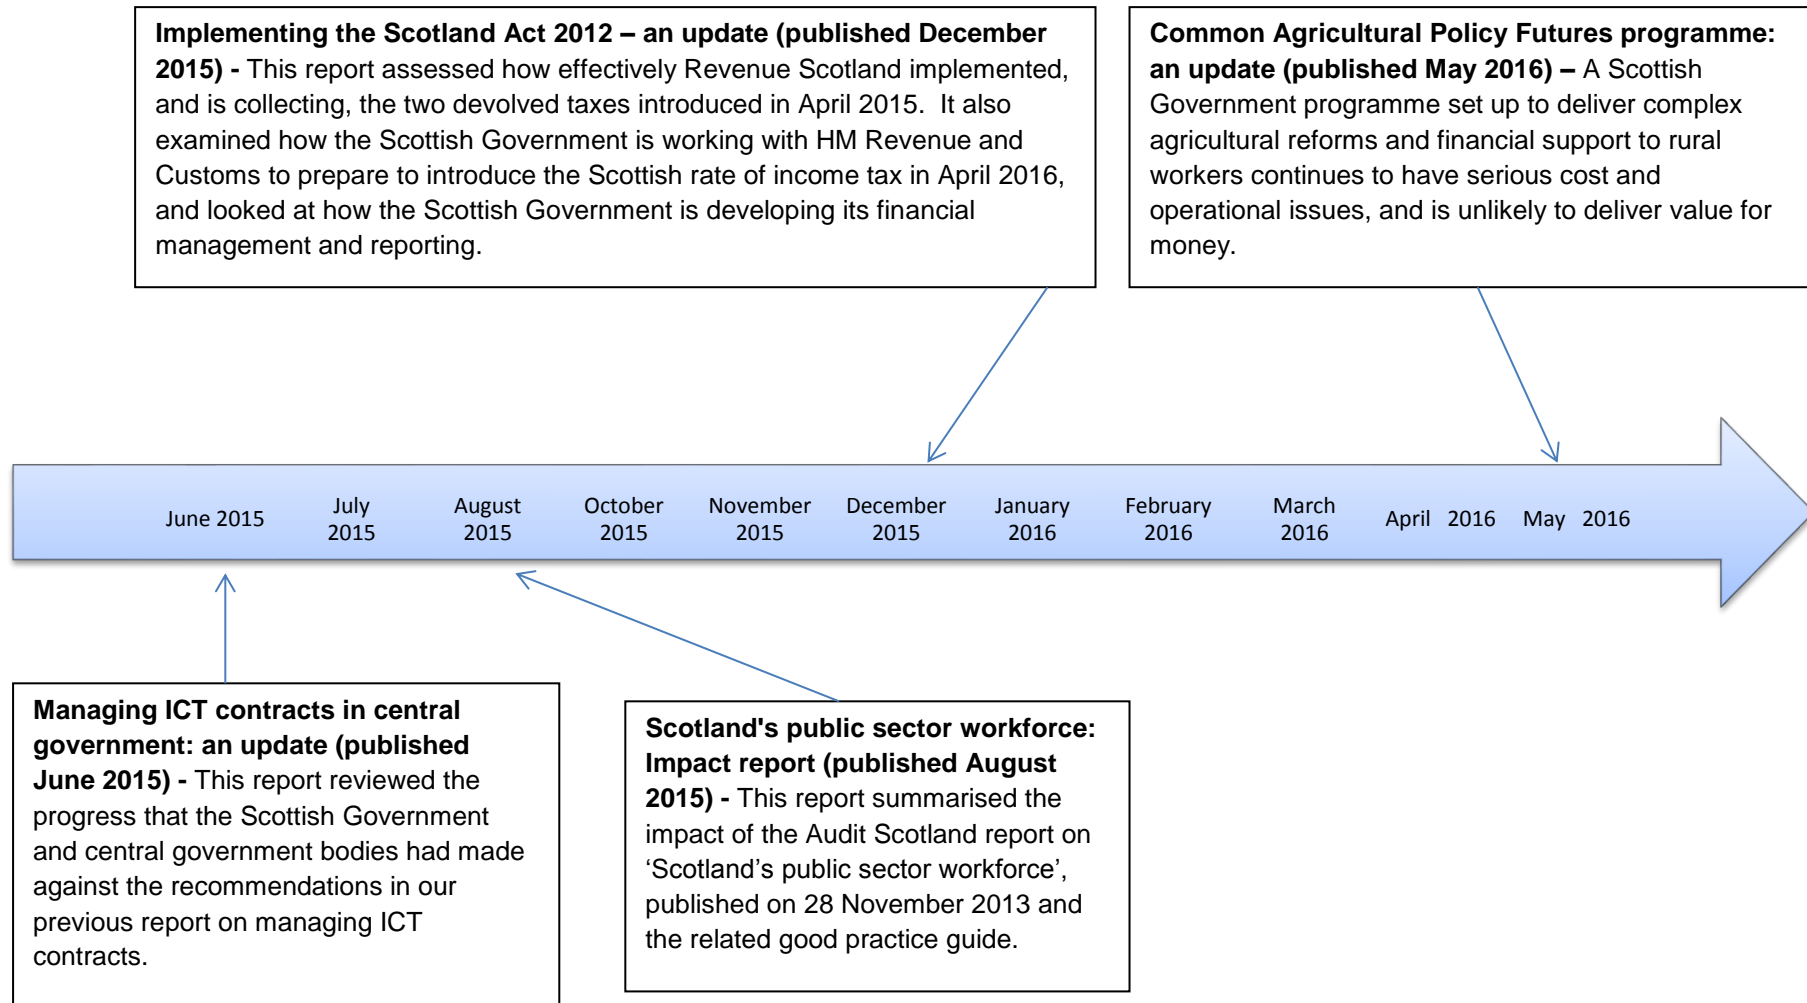 Implementing the Scotland Act 2012 – an update (published December
2015) - This report assessed how effectively Revenue Scotland implemented,
and is collecting, the two devolved taxes introduced in April 2015.  It also
examined how the Scottish Government is working with HM Revenue and
Customs to prepare to introduce the Scottish rate of income tax in April 2016,
and looked at how the Scottish Government is developing its financial
management and reporting.
Common Agricultural Policy Futures programme:
an update (published May 2016) – A Scottish
Government programme set up to deliver complex
agricultural reforms and financial support to rural
workers continues to have serious cost and
operational issues, and is unlikely to deliver value for
money.
June 2015
July
2015
August
2015
October
2015
November
2015
December
2015
January
2016
February
2016
March
2016
April   2016
May   2016
Managing ICT contracts in central
government: an update (published
June 2015) - This report reviewed the
progress that the Scottish Government
and central government bodies had made
against the recommendations in our
previous report on managing ICT
contracts.
Scotland's public sector workforce:
Impact report (published August
2015) - This report summarised the
impact of the Audit Scotland report on
‘Scotland’s public sector workforce’,
published on 28 November 2013 and
the related good practice guide.